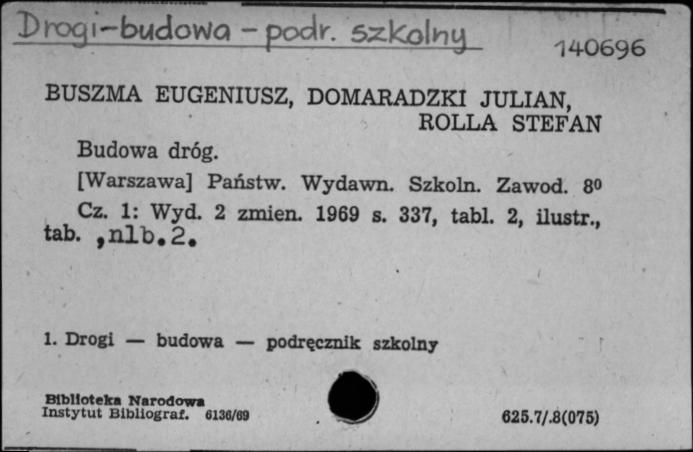 Drogi-budowa - podr. szkolny
140696
BUSZMA EUGENIUSZ, DOMARADZKI JULIAN,
ROLLA STEFAN
Budowa dróg.
[Warszawa] Państw. Wydawn. Szkoln. Zawod. 8⁰
Cz. 1: Wyd. 2 zmien. 1969 s. 337, tabl. 2, ilustr.,
tab. ,nlb.2.
1. Drogi — budowa — podręcznik szkolny
Biblioteka Narodowa
Instytut Bibliograf. 6136/69
625.7/.8(075)